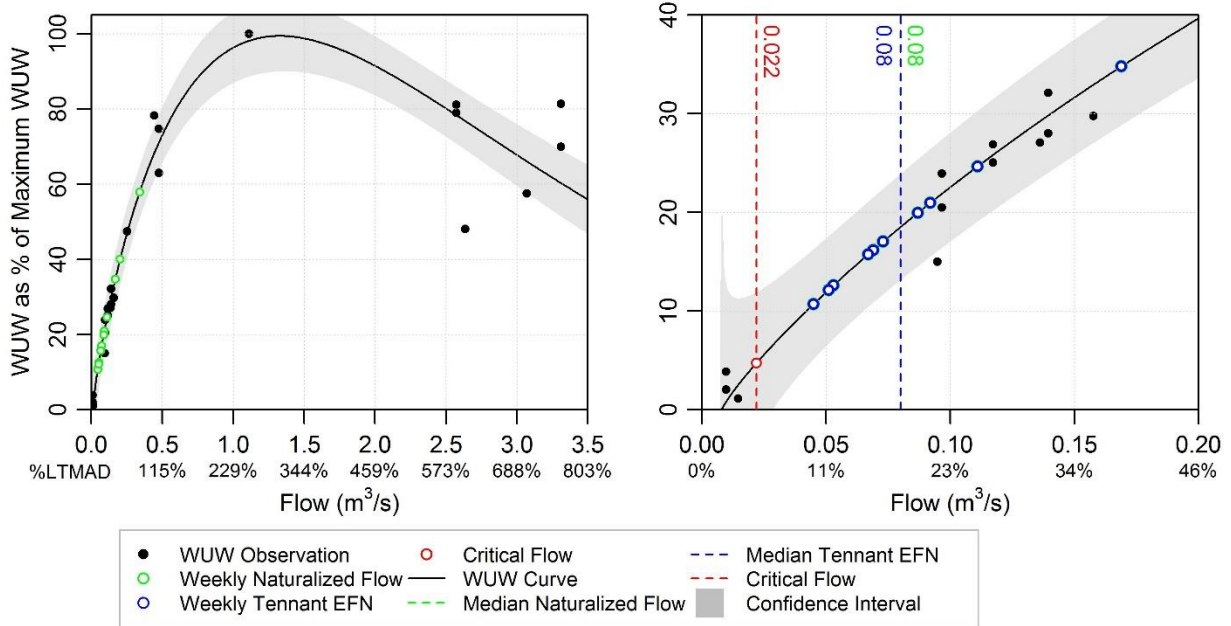 WUW as % of Maximum WUW
100
80
60
40
20
0
0.0 0.5 1.0 1.5 2.0 2.5 3.0 3.5
%LTMAD 115% 229% 344% 459% 573% 688% 803%
Flow (m³/s)
40
30
20
10
0
0.022
0.08
0.08
0.00 0.05 0.10 0.15 0.20
0% 11% 23% 34% 46%
Flow (m³/s)
WUW Observation Critical Flow Median Tennant EFN
Weekly Naturalized Flow WUW Curve Critical Flow
Weekly Tennant EFN Median Naturalized Flow Confidence Interval